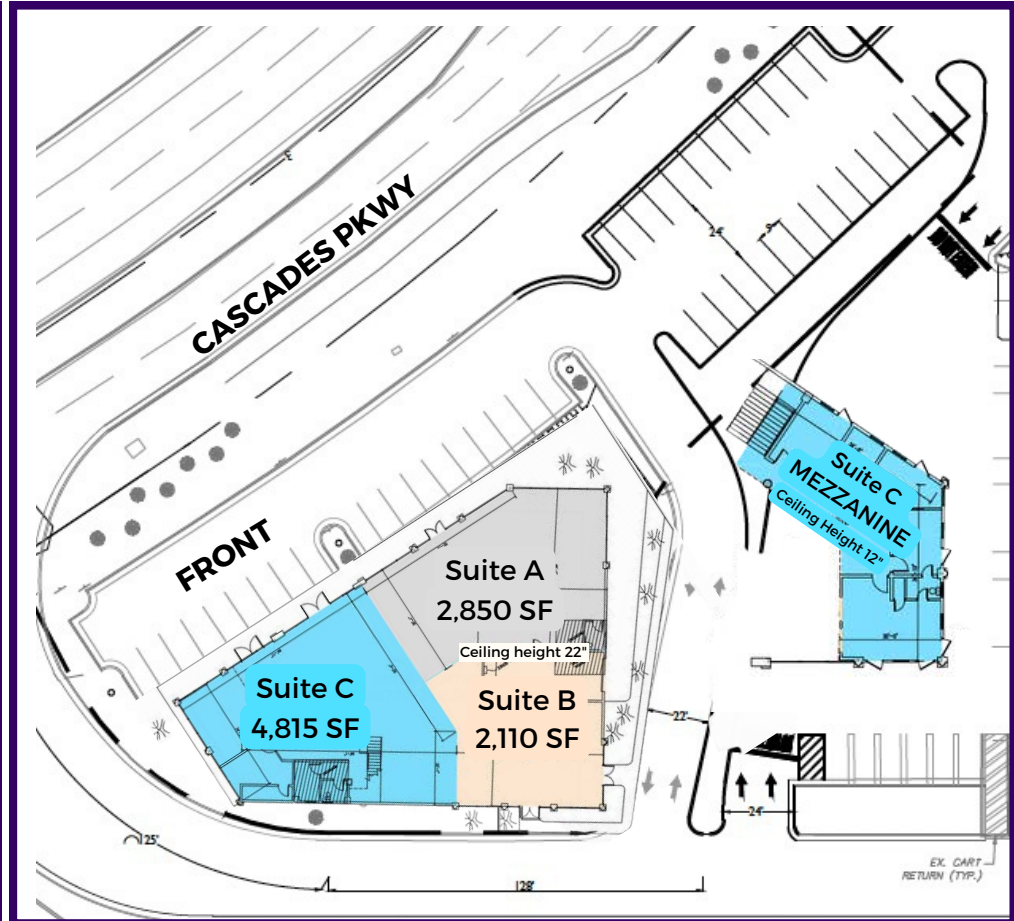 CASCADES PKWY
24'
9'
Suite C
MEZZANINE
Ceiling Height 12"
FRONT
Suite A
2,850 SF
Ceiling height 22"
Suite C
4,815 SF
Suite B
2,110 SF
22'
24'
25'
128'
EX. CART
RETURN (TYP.)